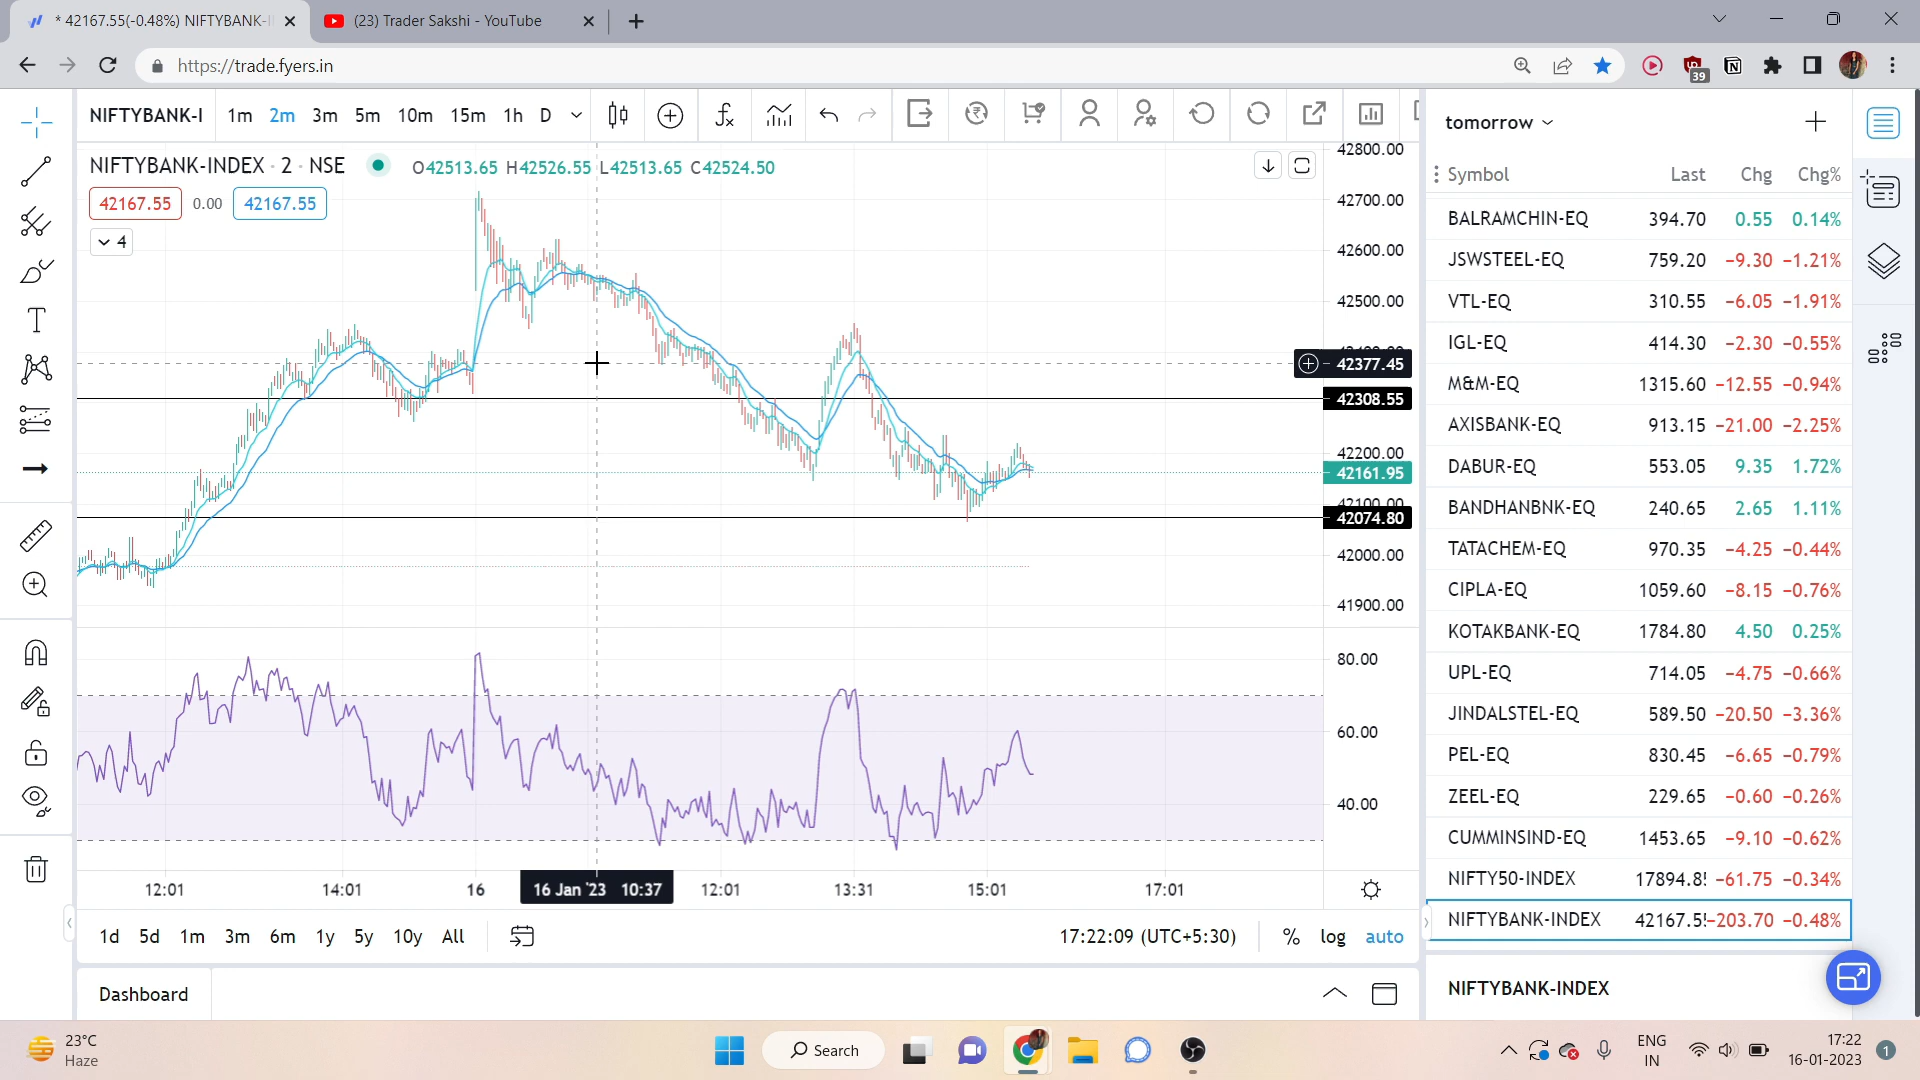 * 42167.55(-0.48%) NIFTYBANK-I
(23) Trader Sakshi - YouTube
https://trade.fyers.in
39
NIFTYBANK-I 1m 2m 3m 5m 10m 15m 1h D
NIFTYBANK-INDEX · 2 · NSE O42513.65 H42526.55 L42513.65 C42524.50
42167.55 0.00 42167.55
4
42800.00
42700.00
42600.00
42500.00
42377.45
42308.55
42200.00
42161.95
42100.00
42074.80
42000.00
41900.00
80.00
60.00
40.00
12:01 14:01 16 16 Jan '23 10:37 12:01 13:31 15:01 17:01
1d 5d 1m 3m 6m 1y 5y 10y All 17:22:09 (UTC+5:30) % log auto
Dashboard
tomorrow
Symbol Last Chg Chg%
BALRAMCHIN-EQ 394.70 0.55 0.14%
JSWSTEEL-EQ 759.20 −9.30 −1.21%
VTL-EQ 310.55 −6.05 −1.91%
IGL-EQ 414.30 −2.30 −0.55%
M&M-EQ 1315.60 −12.55 −0.94%
AXISBANK-EQ 913.15 −21.00 −2.25%
DABUR-EQ 553.05 9.35 1.72%
BANDHANBNK-EQ 240.65 2.65 1.11%
TATACHEM-EQ 970.35 −4.25 −0.44%
CIPLA-EQ 1059.60 −8.15 −0.76%
KOTAKBANK-EQ 1784.80 4.50 0.25%
UPL-EQ 714.05 −4.75 −0.66%
JINDALSTEL-EQ 589.50 −20.50 −3.36%
PEL-EQ 830.45 −6.65 −0.79%
ZEEL-EQ 229.65 −0.60 −0.26%
CUMMINSIND-EQ 1453.65 −9.10 −0.62%
NIFTY50-INDEX 17894.8 −61.75 −0.34%
NIFTYBANK-INDEX 42167.5 −203.70 −0.48%
NIFTYBANK-INDEX
23°C
Haze
Search
ENG
IN
17:22
16-01-2023
1